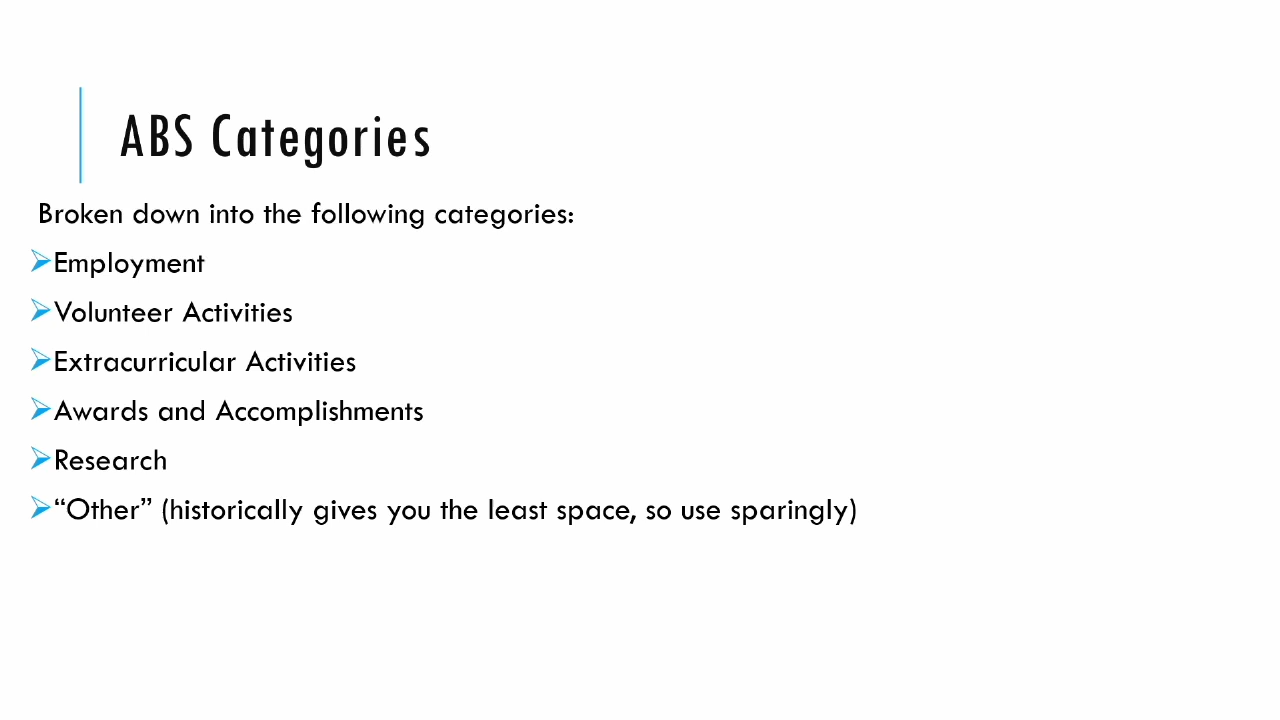 ABS Categories
Broken down into the following categories:
Employment
Volunteer Activities
Extracurricular Activities
Awards and Accomplishments
Research
“Other” (historically gives you the least space, so use sparingly)